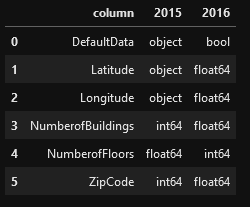 column 2015 2016
0 DefaultData object bool
1 Latitude object float64
2 Longitude object float64
3 NumberofBuildings int64 float64
4 NumberofFloors float64 int64
5 ZipCode int64 float64